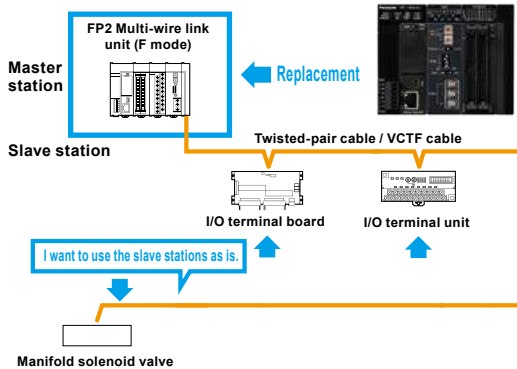 FP2 Multi-wire link
unit (F mode)
Master
station
Replacement
Slave station
Twisted-pair cable / VCTF cable
I/O terminal board
I/O terminal unit
I want to use the slave stations as is.
Manifold solenoid valve